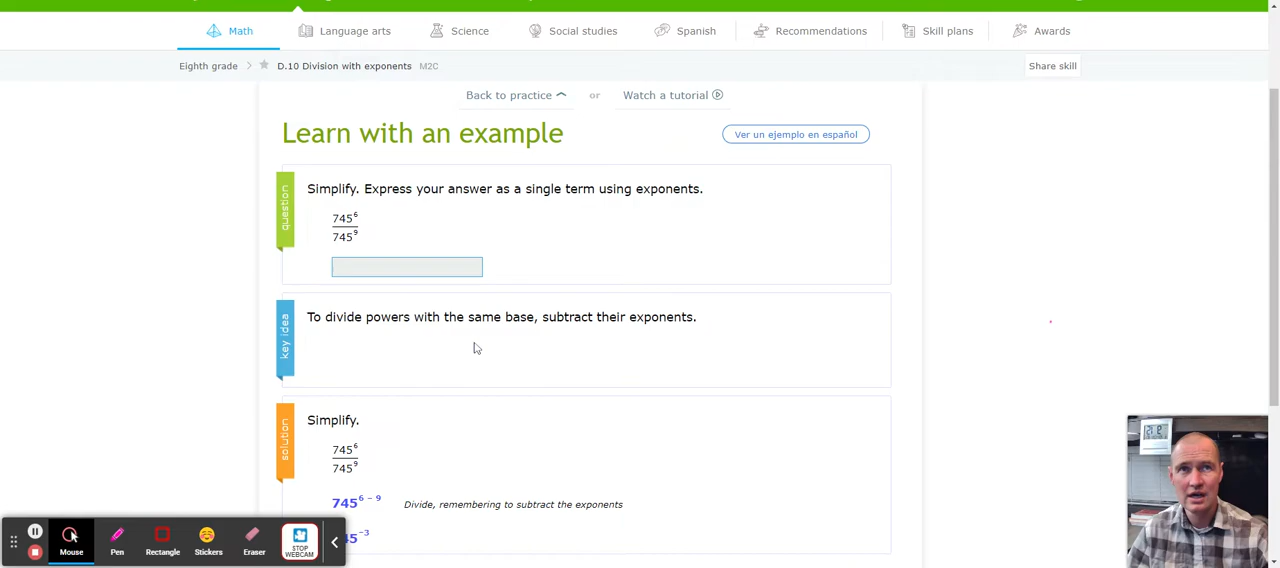 Math
Language arts
Science
Social studies
Spanish
Recommendations
Skill plans
Awards
Eighth grade > D.10 Division with exponents M2C
Share skill
Back to practice or Watch a tutorial
Learn with an example
Ver un ejemplo en español
question
Simplify. Express your answer as a single term using exponents.
745⁶
745⁹
key idea
To divide powers with the same base, subtract their exponents.
solution
Simplify.
745⁶
745⁹
745⁶ ⁻ ⁹ Divide, remembering to subtract the exponents
45⁻³
Mouse
Pen
Rectangle
Stickers
Eraser
STOP WEBCAM